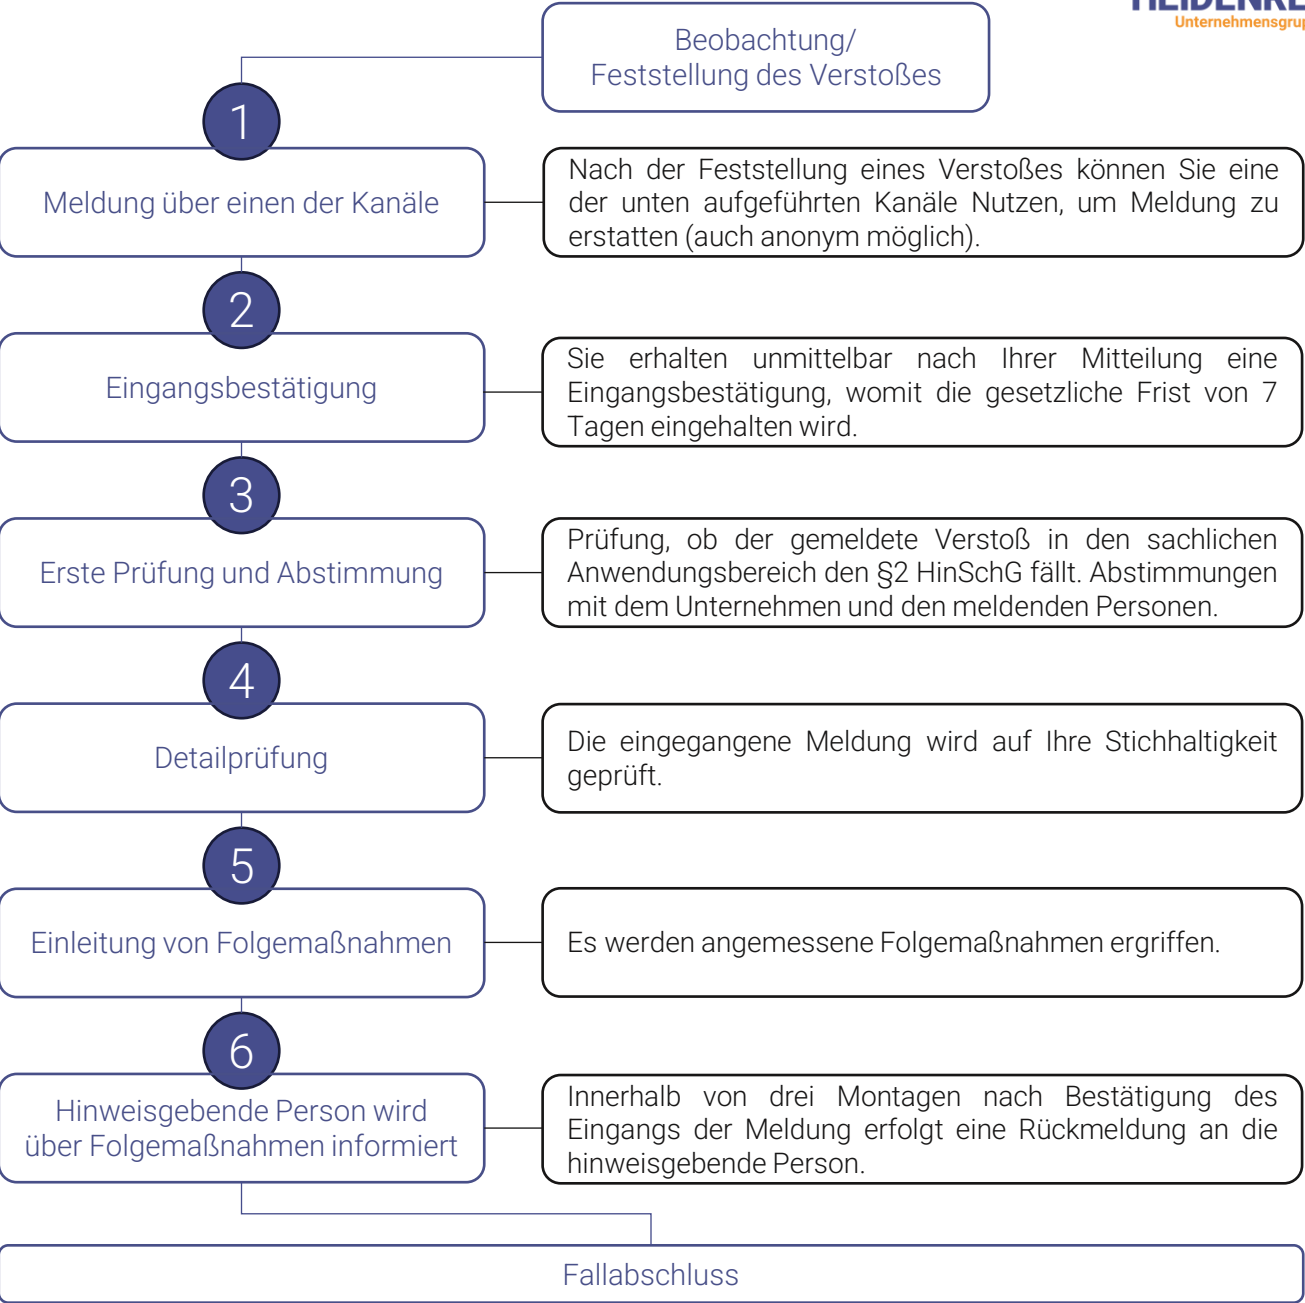 Unternehmensgrup
Beobachtung/
Feststellung des Verstoßes
1
Meldung über einen der Kanäle
Nach der Feststellung eines Verstoßes können Sie eine
der unten aufgeführten Kanäle Nutzen, um Meldung zu
erstatten (auch anonym möglich).
2
Eingangsbestätigung
Sie erhalten unmittelbar nach Ihrer Mitteilung eine
Eingangsbestätigung, womit die gesetzliche Frist von 7
Tagen eingehalten wird.
3
Erste Prüfung und Abstimmung
Prüfung, ob der gemeldete Verstoß in den sachlichen
Anwendungsbereich den §2 HinSchG fällt. Abstimmungen
mit dem Unternehmen und den meldenden Personen.
4
Detailprüfung
Die eingegangene Meldung wird auf Ihre Stichhaltigkeit
geprüft.
5
Einleitung von Folgemaßnahmen
Es werden angemessene Folgemaßnahmen ergriffen.
6
Hinweisgebende Person wird
über Folgemaßnahmen informiert
Innerhalb von drei Montagen nach Bestätigung des
Eingangs der Meldung erfolgt eine Rückmeldung an die
hinweisgebende Person.
Fallabschluss